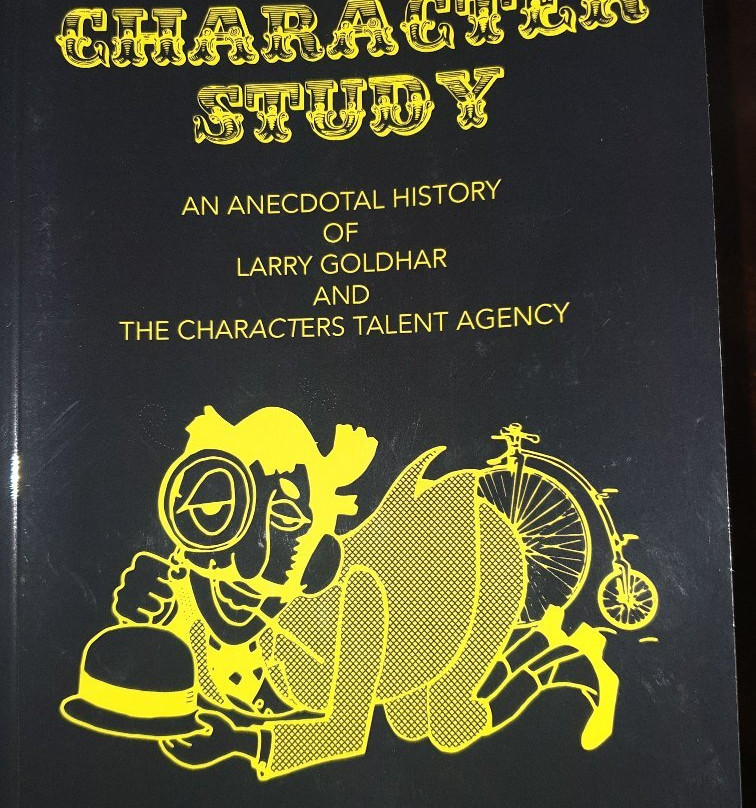 CHARACTER
STUDY
AN ANECDOTAL HISTORY
OF
LARRY GOLDHAR
AND
THE CHARACTERS TALENT AGENCY